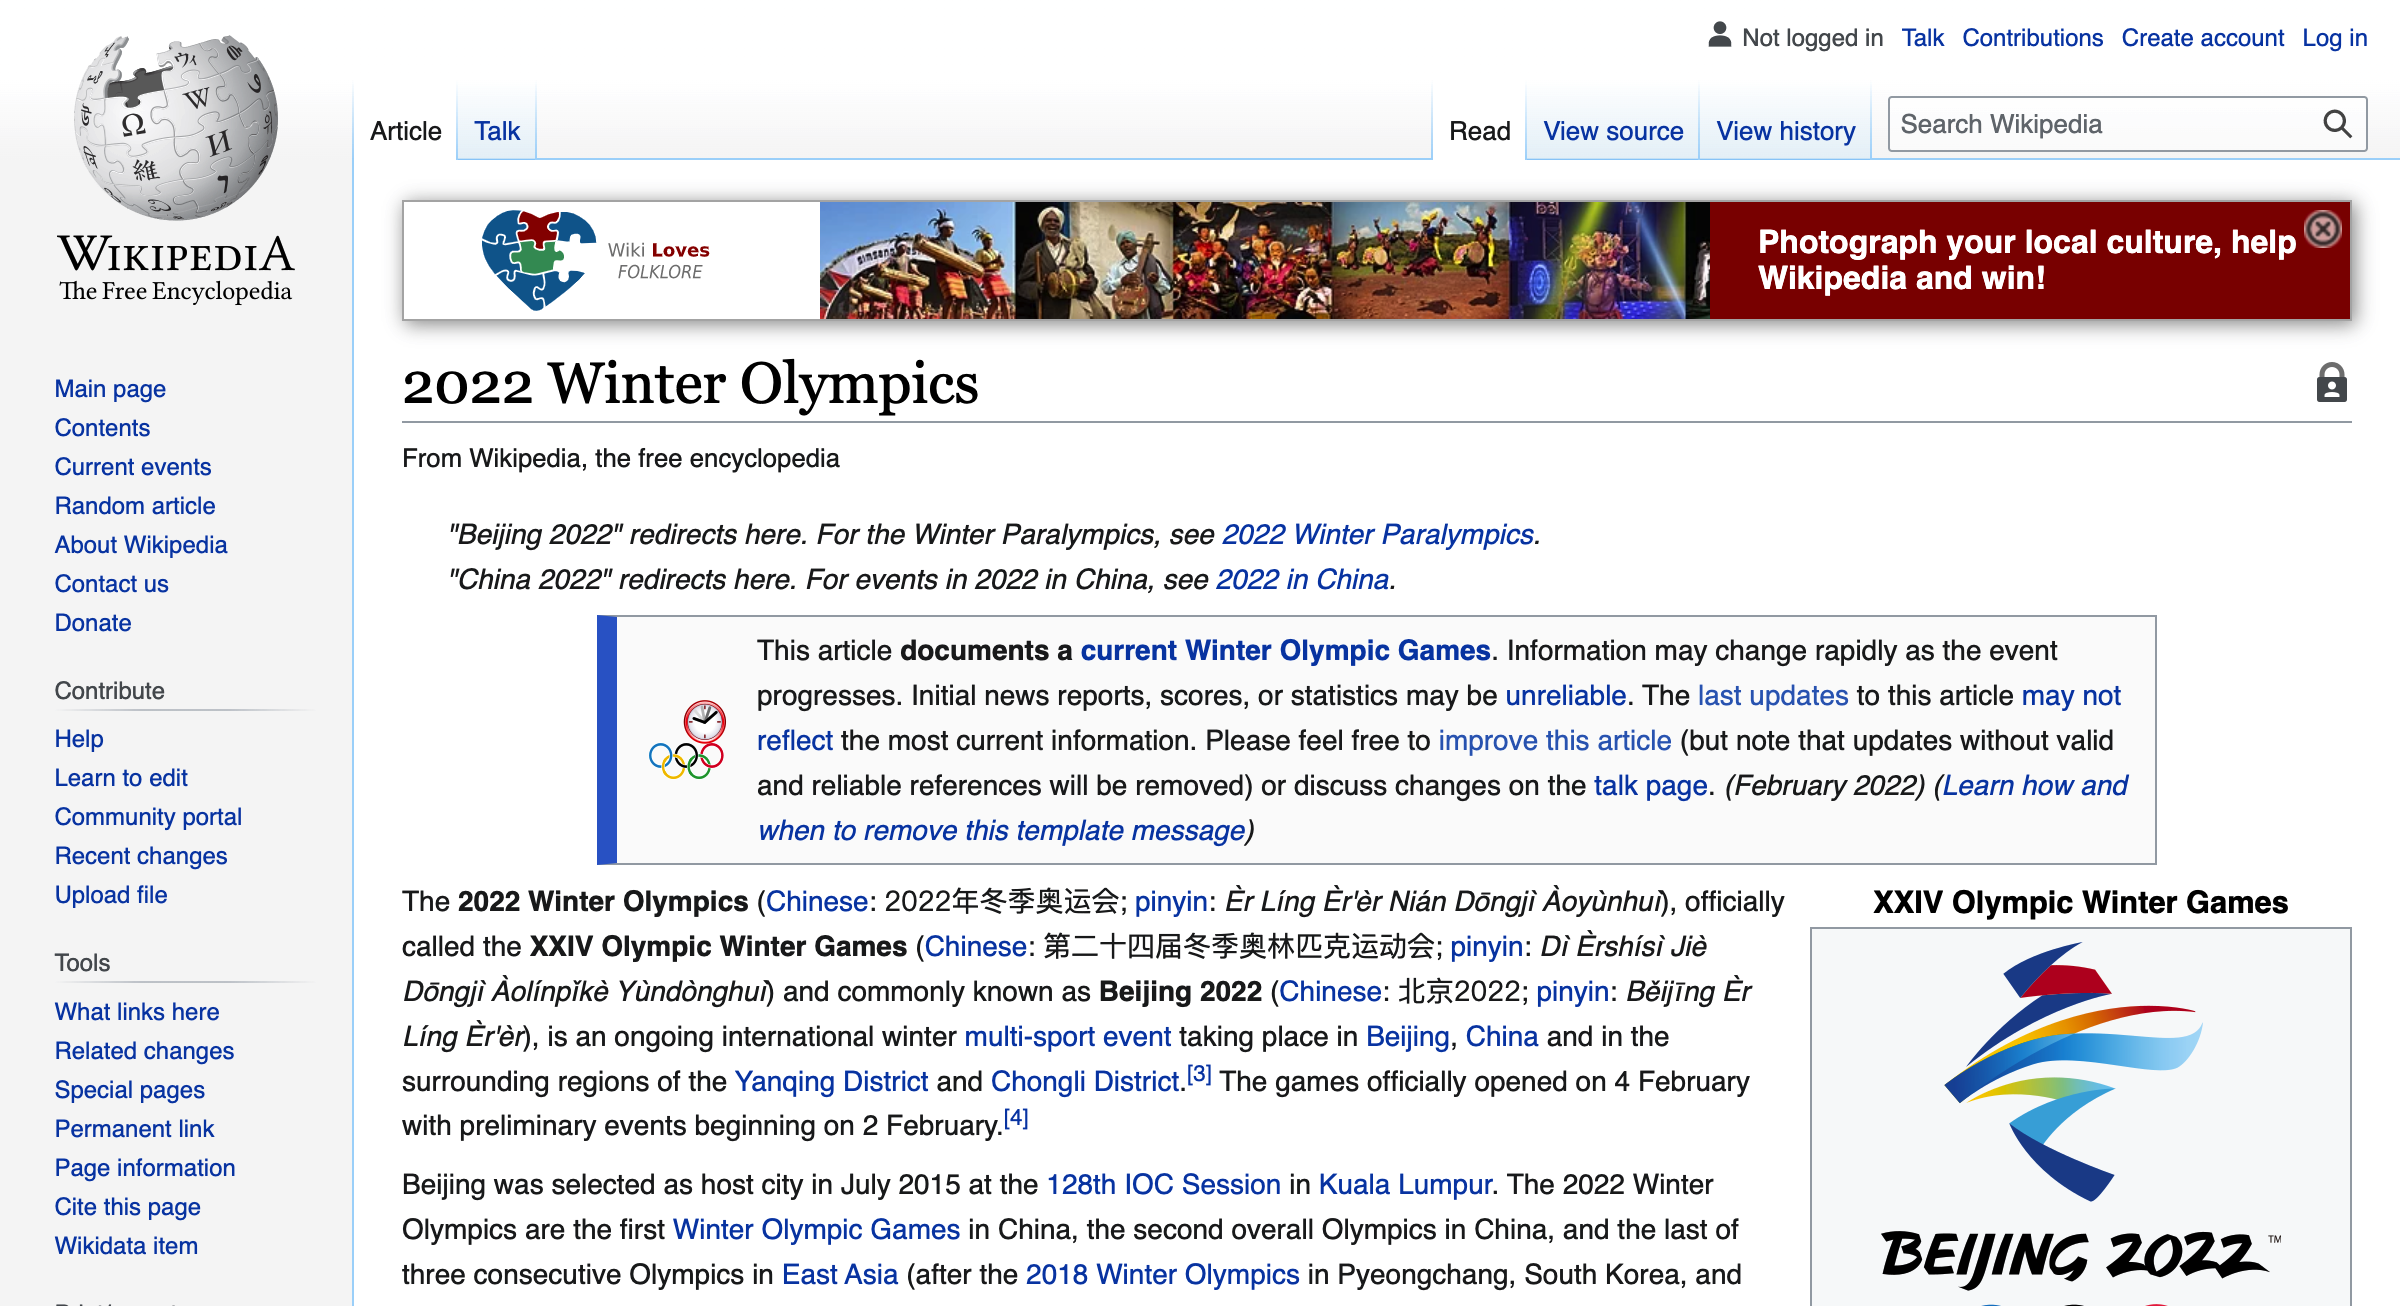 Not logged in Talk Contributions Create account Log in
Article Talk Read View source View history Search Wikipedia
WIKIPEDIA
The Free Encyclopedia
Main page
Contents
Current events
Random article
About Wikipedia
Contact us
Donate
Contribute
Help
Learn to edit
Community portal
Recent changes
Upload file
Tools
What links here
Related changes
Special pages
Permanent link
Page information
Cite this page
Wikidata item
Wiki Loves
FOLKLORE
Photograph your local culture, help
Wikipedia and win!
2022 Winter Olympics
From Wikipedia, the free encyclopedia
"Beijing 2022" redirects here. For the Winter Paralympics, see 2022 Winter Paralympics.
"China 2022" redirects here. For events in 2022 in China, see 2022 in China.
This article documents a current Winter Olympic Games. Information may change rapidly as the event
progresses. Initial news reports, scores, or statistics may be unreliable. The last updates to this article may not
reflect the most current information. Please feel free to improve this article (but note that updates without valid
and reliable references will be removed) or discuss changes on the talk page. (February 2022) (Learn how and
when to remove this template message)
The 2022 Winter Olympics (Chinese: 2022年冬季奥运会; pinyin: Èr Líng Èr'èr Nián Dōngjì Àoyùnhuì), officially
called the XXIV Olympic Winter Games (Chinese: 第二十四届冬季奥林匹克运动会; pinyin: Dì Èrshísì Jiè
Dōngjì Àolínpǐkè Yùndònghuì) and commonly known as Beijing 2022 (Chinese: 北京2022; pinyin: Běijīng Èr
Líng Èr'èr), is an ongoing international winter multi-sport event taking place in Beijing, China and in the
surrounding regions of the Yanqing District and Chongli District.[3] The games officially opened on 4 February
with preliminary events beginning on 2 February.[4]
Beijing was selected as host city in July 2015 at the 128th IOC Session in Kuala Lumpur. The 2022 Winter
Olympics are the first Winter Olympic Games in China, the second overall Olympics in China, and the last of
three consecutive Olympics in East Asia (after the 2018 Winter Olympics in Pyeongchang, South Korea, and
XXIV Olympic Winter Games
BEIJING 2022™